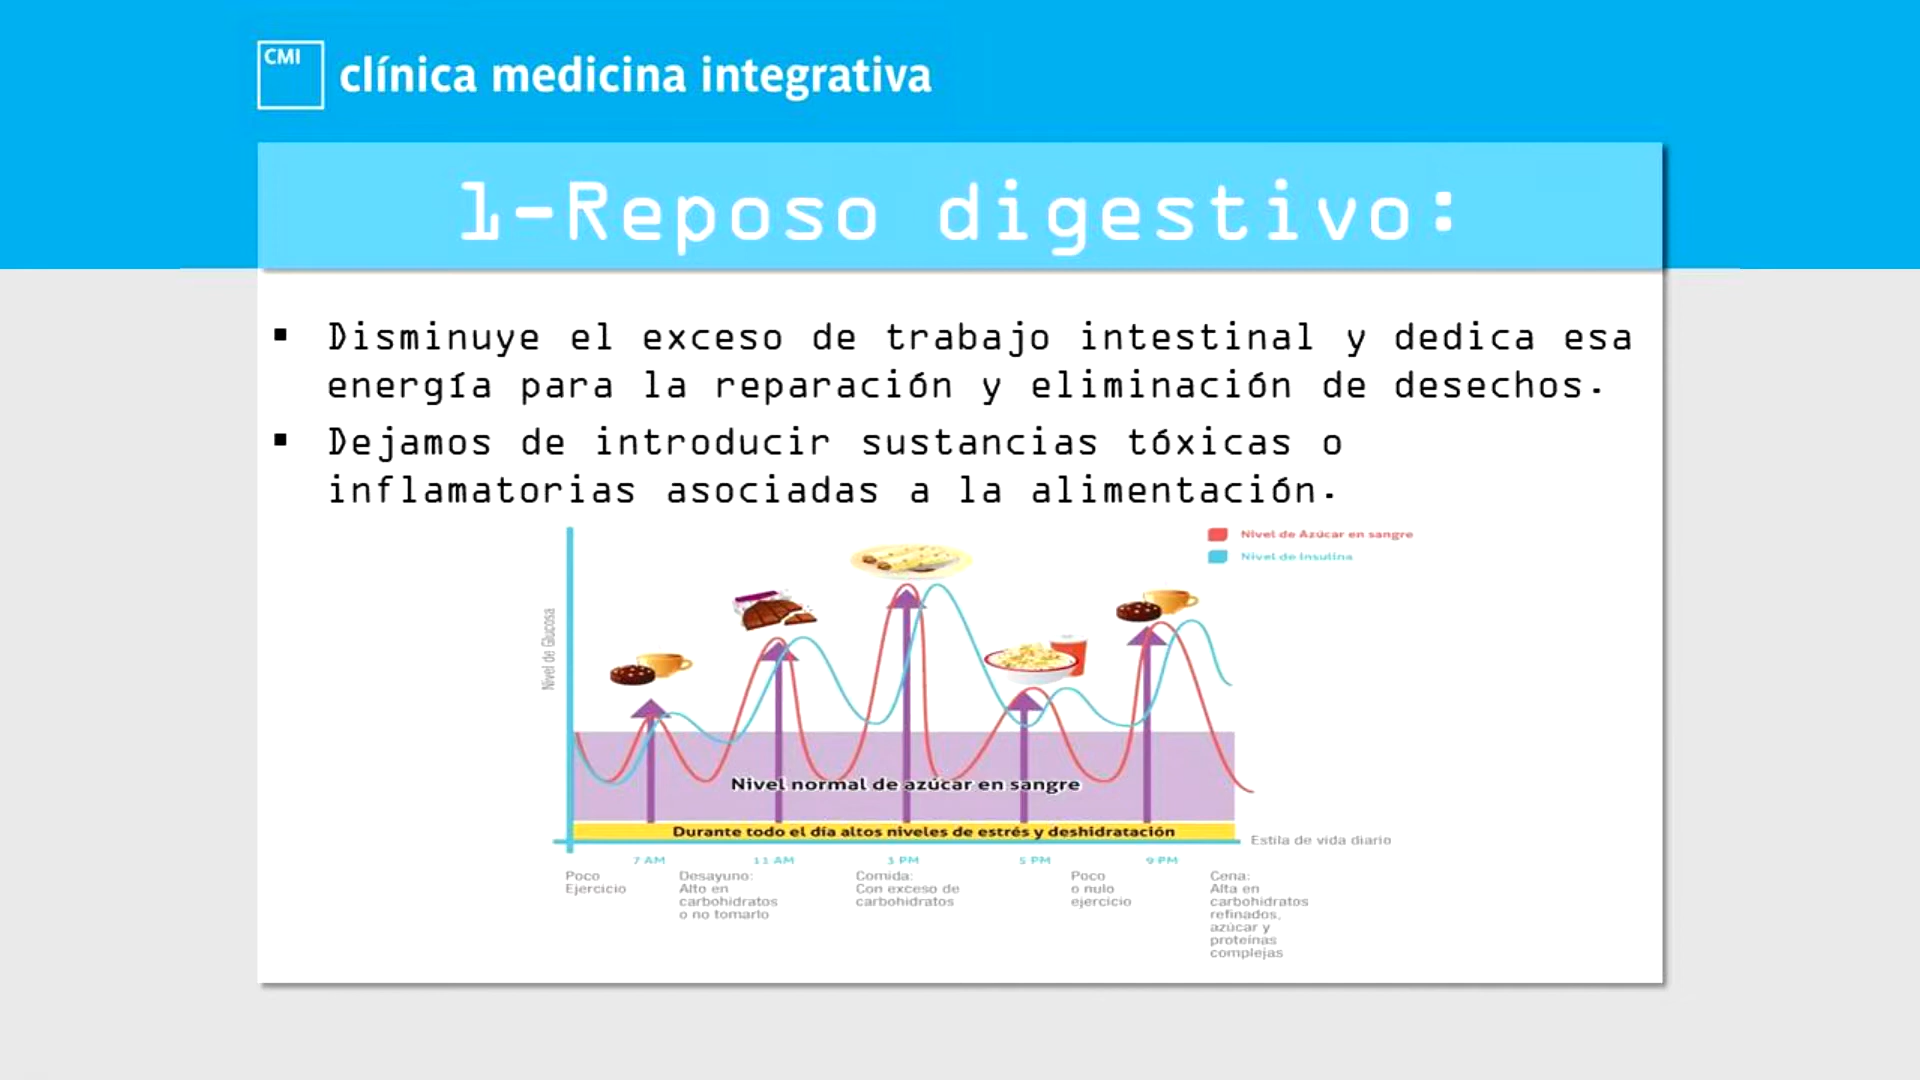 CMI
clínica medicina integrativa
1-Reposo digestivo:
▪ Disminuye el exceso de trabajo intestinal y dedica esa
energía para la reparación y eliminación de desechos.
▪ Dejamos de introducir sustancias tóxicas o
inflamatorias asociadas a la alimentación.
Nivel de Azúcar en sangre
Nivel de Insulina
Nivel de Glucosa
Nivel normal de azúcar en sangre
Durante todo el día altos niveles de estrés y deshidratación
Estila de vida diario
7 AM 11 AM 3 PM 5 PM 9 PM
Poco
Ejercicio
Desayuno:
Alto en
carbohidratos
o no tomarlo
Comida:
Con exceso de
carbohidratos
Poco
o nulo
ejercicio
Cena:
Alta en
carbohidratos
refinados,
azúcar y
proteínas
complejas